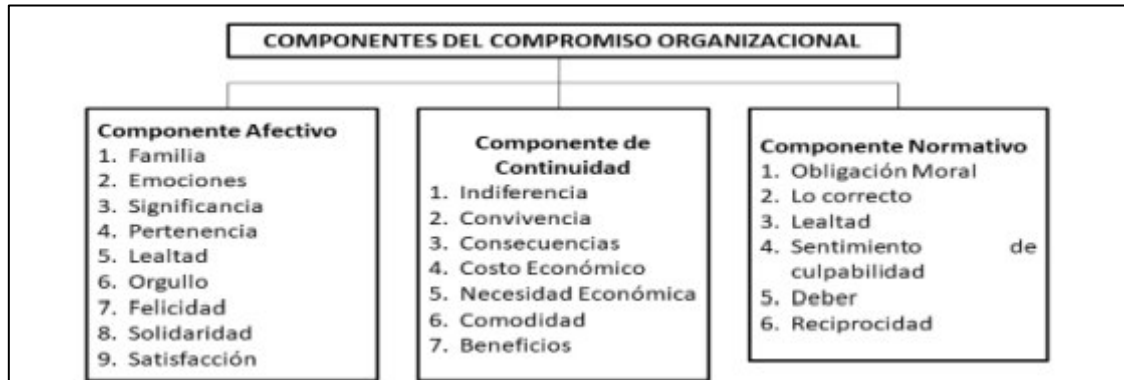 COMPONENTES DEL COMPROMISO ORGANIZACIONAL
Componente Afectivo
1. Familia
2. Emociones
3. Significancia
4. Pertenencia
5. Lealtad
6. Orgullo
7. Felicidad
8. Solidaridad
9. Satisfacción
Componente de
Continuidad
1. Indiferencia
2. Convivencia
3. Consecuencias
4. Costo Económico
5. Necesidad Económica
6. Comodidad
7. Beneficios
Componente Normativo
1. Obligación Moral
2. Lo correcto
3. Lealtad
4. Sentimiento de
culpabilidad
5. Deber
6. Reciprocidad